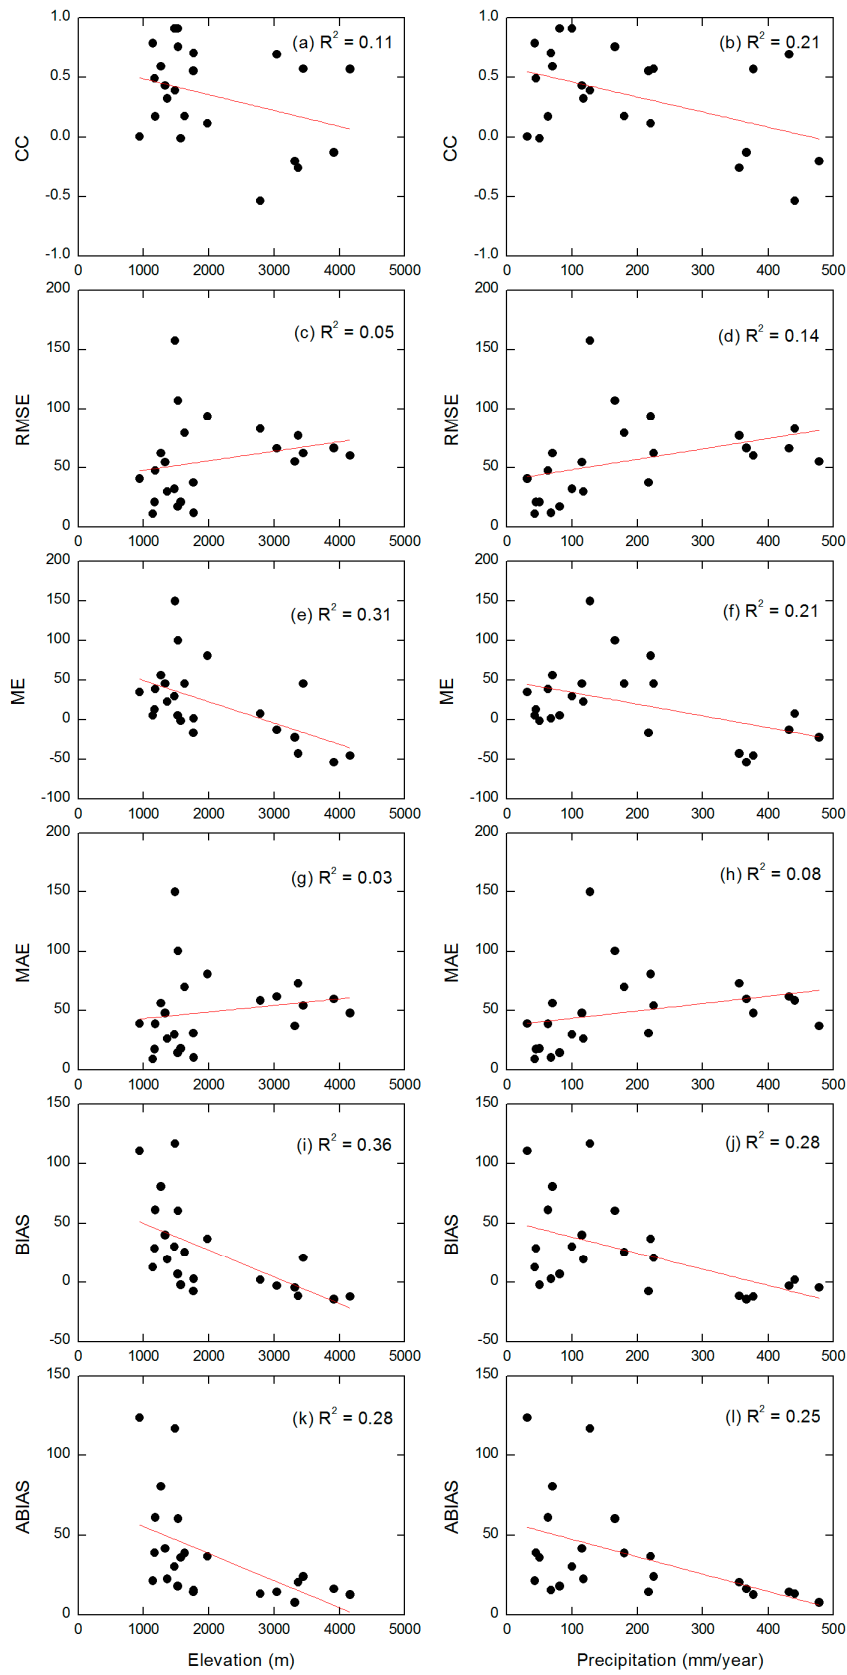 1.0
0.5
0.0
-0.5
-1.0
CC
(a) R² = 0.11
0 1000 2000 3000 4000 5000
1.0
0.5
0.0
-0.5
-1.0
CC
(b) R² = 0.21
0 100 200 300 400 500
200
150
100
50
0
RMSE
(c) R² = 0.05
0 1000 2000 3000 4000 5000
200
150
100
50
0
RMSE
(d) R² = 0.14
0 100 200 300 400 500
200
150
100
50
0
-50
-100
ME
(e) R² = 0.31
0 1000 2000 3000 4000 5000
200
150
100
50
0
-50
-100
ME
(f) R² = 0.21
0 100 200 300 400 500
200
150
100
50
0
MAE
(g) R² = 0.03
0 1000 2000 3000 4000 5000
200
150
100
50
0
MAE
(h) R² = 0.08
0 100 200 300 400 500
150
100
50
0
-50
BIAS
(i) R² = 0.36
0 1000 2000 3000 4000 5000
150
100
50
0
-50
BIAS
(j) R² = 0.28
0 100 200 300 400 500
150
100
50
0
ABIAS
(k) R² = 0.28
0 1000 2000 3000 4000 5000
Elevation (m)
150
100
50
0
ABIAS
(l) R² = 0.25
0 100 200 300 400 500
Precipitation (mm/year)